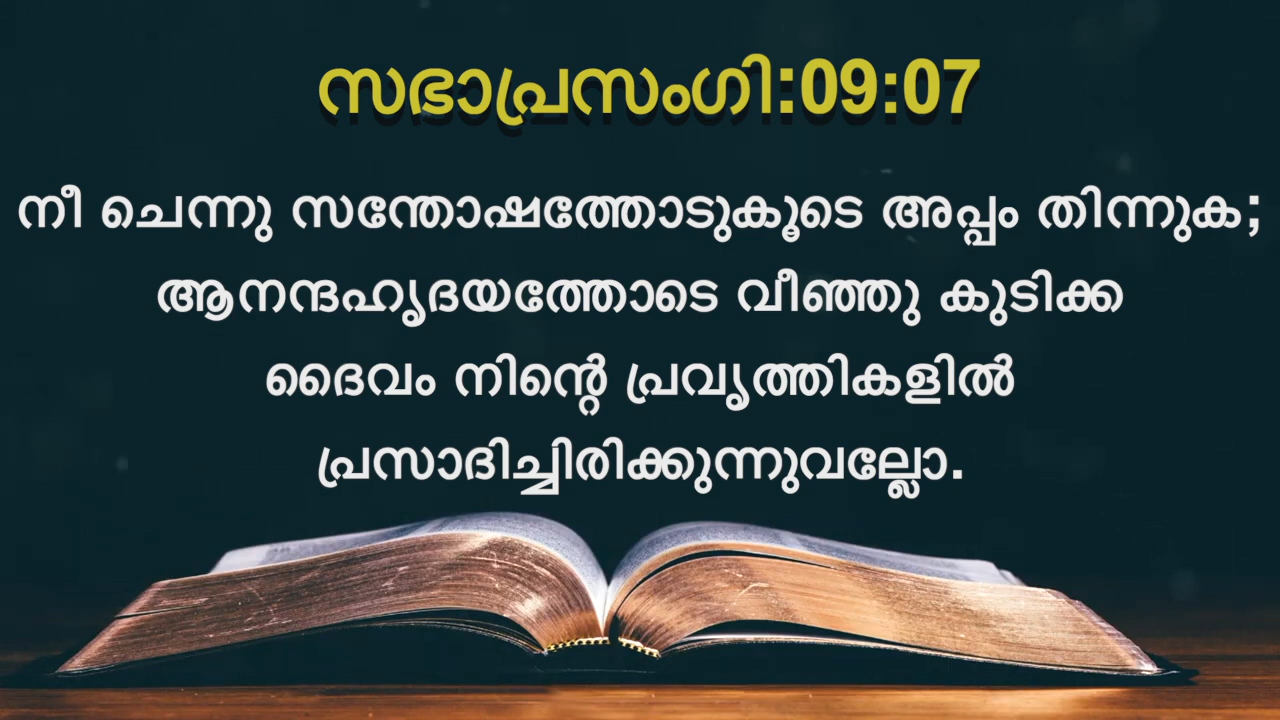 സഭാപ്രസംഗി:09:07
നീ ചെന്നു സന്തോഷത്തോടുകൂടെ അപ്പം തിന്നുക;
ആനന്ദഹൃദയത്തോടെ വീഞ്ഞു കുടിക്ക
ദൈവം നിന്റെ പ്രവൃത്തികളിൽ
പ്രസാദിച്ചിരിക്കുന്നുവല്ലോ.